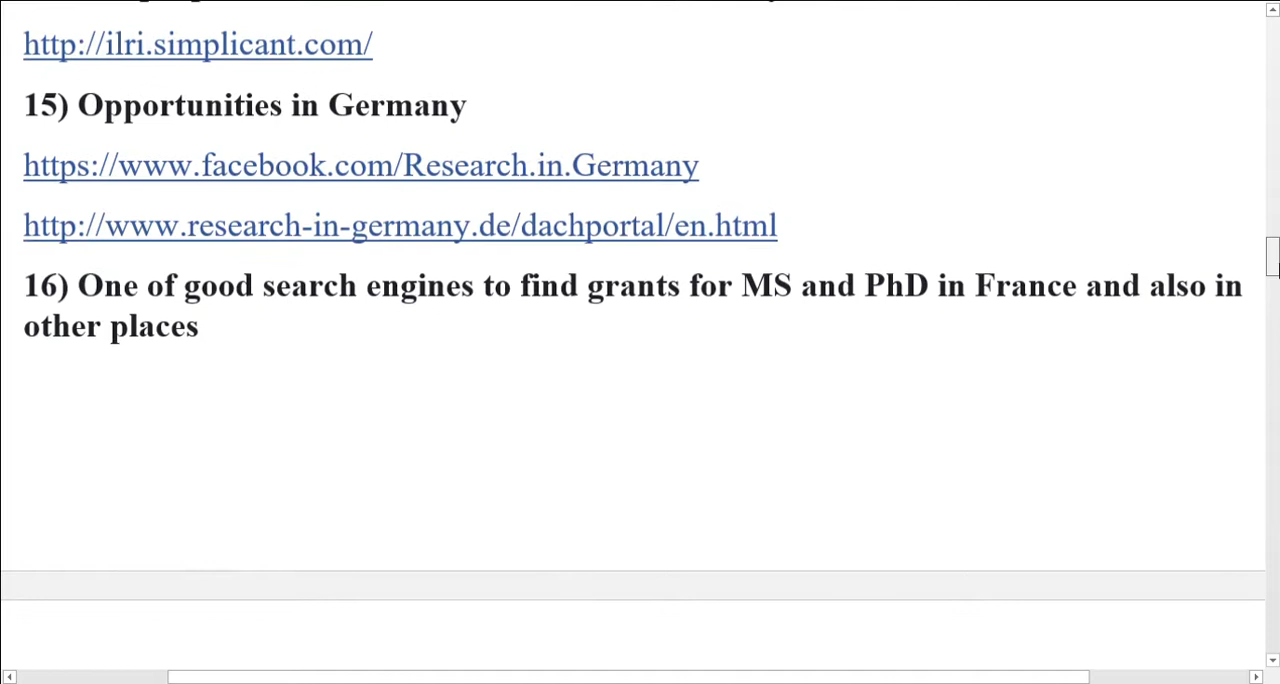 http://ilri.simplicant.com/
15) Opportunities in Germany
https://www.facebook.com/Research.in.Germany
http://www.research-in-germany.de/dachportal/en.html
16) One of good search engines to find grants for MS and PhD in France and also in
other places